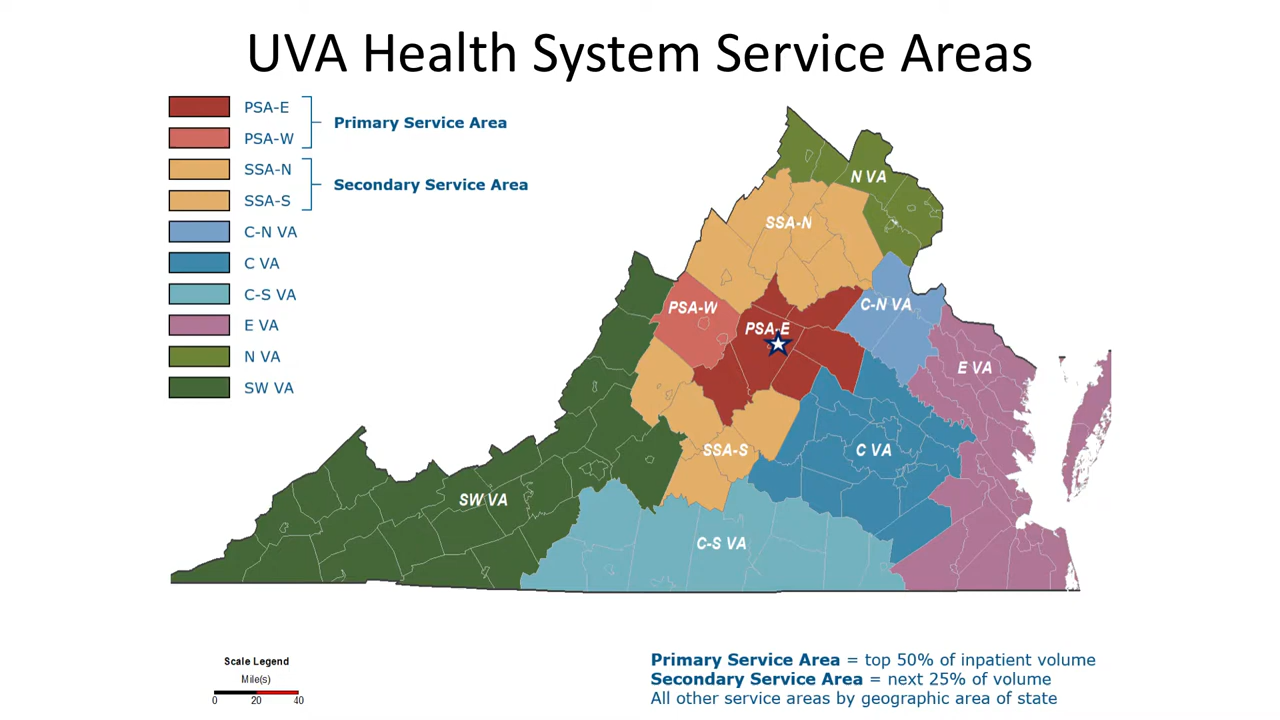 UVA Health System Service Areas
PSA-E
PSA-W
Primary Service Area
SSA-N
SSA-S
Secondary Service Area
C-N VA
C VA
C-S VA
E VA
N VA
SW VA
N VA
SSA-N
PSA-W
C-N VA
PSA-E
E VA
SSA-S
C VA
SW VA
C-S VA
Scale Legend
Mile(s)
0 20 40
Primary Service Area = top 50% of inpatient volume
Secondary Service Area = next 25% of volume
All other service areas by geographic area of state